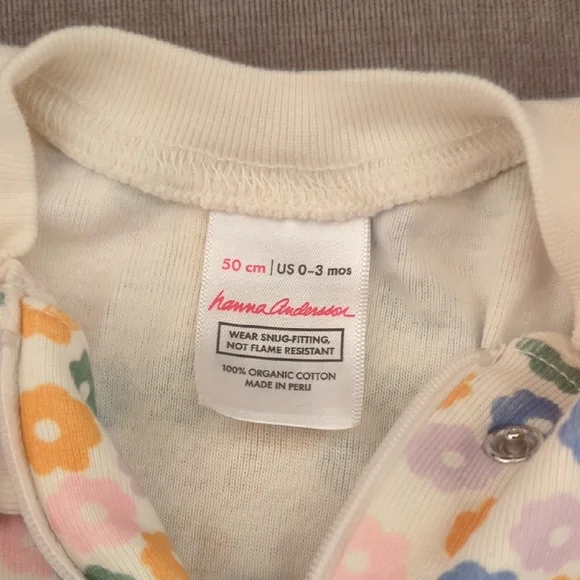 50 cm | US 0-3 mos
hanna Andersson
WEAR SNUG-FITTING,
NOT FLAME RESISTANT
100% ORGANIC COTTON
MADE IN PERU